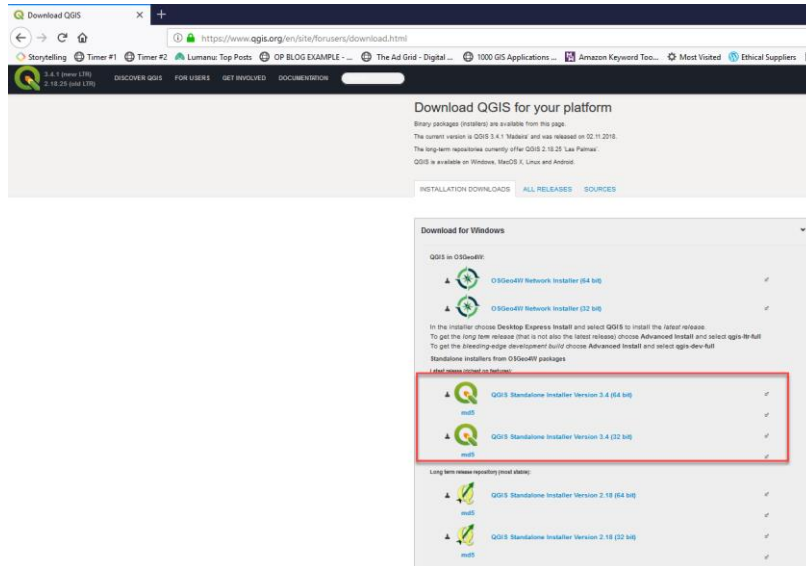 Download QGIS
https://www.qgis.org/en/site/forusers/download.html
Storytelling Timer #1 Timer #2 Lumanu: Top Posts OP BLOG EXAMPLE - ... The Ad Grid - Digital ... 1000 GIS Applications ... Amazon Keyword Too... Most Visited Ethical Suppliers
3.4.1 (new LTR)
2.18.25 (old LTR)
DISCOVER QGIS FOR USERS GET INVOLVED DOCUMENTATION
Download QGIS for your platform
Binary packages (installers) are available from this page.
The current version is QGIS 3.4.1 'Madeira' and was released on 02.11.2018.
The long-term repositories currently offer QGIS 2.18.25 'Las Palmas'.
QGIS is available on Windows, MacOS X, Linux and Android.
INSTALLATION DOWNLOADS ALL RELEASES SOURCES
Download for Windows
QGIS in OSGeo4W:
OSGeo4W Network Installer (64 bit)
OSGeo4W Network Installer (32 bit)
In the installer choose Desktop Express Install and select QGIS to install the latest release.
To get the long term release (that is not also the latest release) choose Advanced Install and select qgis-ltr-full
To get the bleeding-edge development build choose Advanced Install and select qgis-dev-full
Standalone installers from OSGeo4W packages
Latest release (richest on features):
QGIS Standalone Installer Version 3.4 (64 bit)
md5
QGIS Standalone Installer Version 3.4 (32 bit)
md5
Long term release repository (most stable):
QGIS Standalone Installer Version 2.18 (64 bit)
md5
QGIS Standalone Installer Version 2.18 (32 bit)
md5